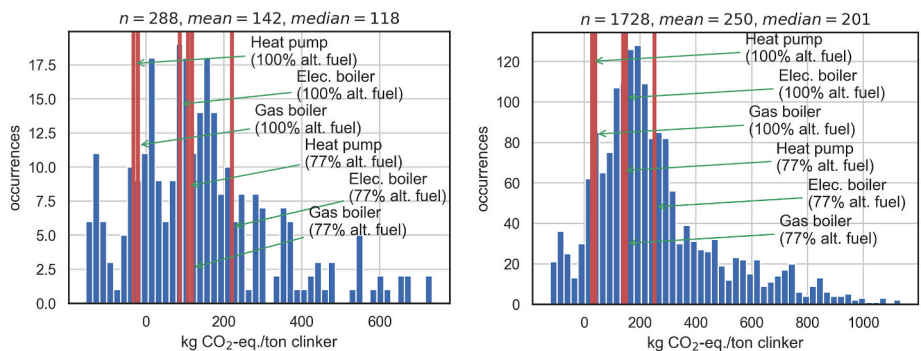 n = 288, mean = 142, median = 118
occurrences
17.5
15.0
12.5
10.0
7.5
5.0
2.5
0.0
Heat pump
(100% alt. fuel)
Elec. boiler
(100% alt. fuel)
Gas boiler
(100% alt. fuel)
Heat pump
(77% alt. fuel)
Elec. boiler
(77% alt. fuel)
Gas boiler
(77% alt. fuel)
0 200 400 600
kg CO₂-eq./ton clinker
n = 1728, mean = 250, median = 201
occurrences
120
100
80
60
40
20
0
Heat pump
(100% alt. fuel)
Elec. boiler
(100% alt. fuel)
Gas boiler
(100% alt. fuel)
Heat pump
(77% alt. fuel)
Elec. boiler
(77% alt. fuel)
Gas boiler
(77% alt. fuel)
0 200 400 600 800 1000
kg CO₂-eq./ton clinker